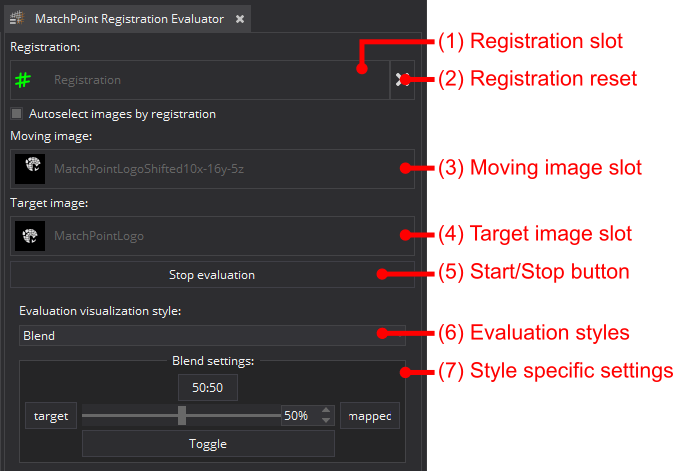 MatchPoint Registration Evaluator
Registration:
(1) Registration slot
Registration
(2) Registration reset
Autoselect images by registration
Moving image:
MatchPointLogoShifted10x-16y-5z
(3) Moving image slot
Target image:
MatchPointLogo
(4) Target image slot
Stop evaluation
(5) Start/Stop button
Evaluation visualization style:
Blend
(6) Evaluation styles
Blend settings:
(7) Style specific settings
50:50
target 50% mappec
Toggle